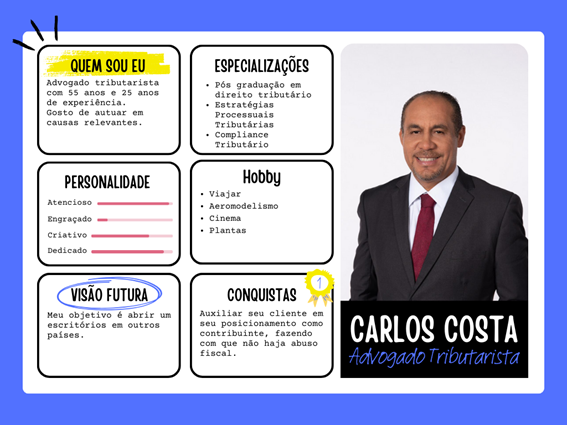 QUEM SOU EU
Advogado tributarista
com 55 anos e 25 anos
de experiência.
Gosto de autuar em
causas relevantes.
ESPECIALIZAÇÕES
• Pós graduação em
direito tributário
• Estratégias
Processuais
Tributárias
• Compliance
Tributário
PERSONALIDADE
Atencioso
Engraçado
Criativo
Dedicado
Hobby
• Viajar
• Aeromodelismo
• Cinema
• Plantas
VISÃO FUTURA
Meu objetivo é abrir um
escritórios em outros
países.
CONQUISTAS
1
Auxiliar seu cliente em
seu posicionamento como
contribuinte, fazendo
com que não haja abuso
fiscal.
CARLOS COSTA
Advogado Tributarista